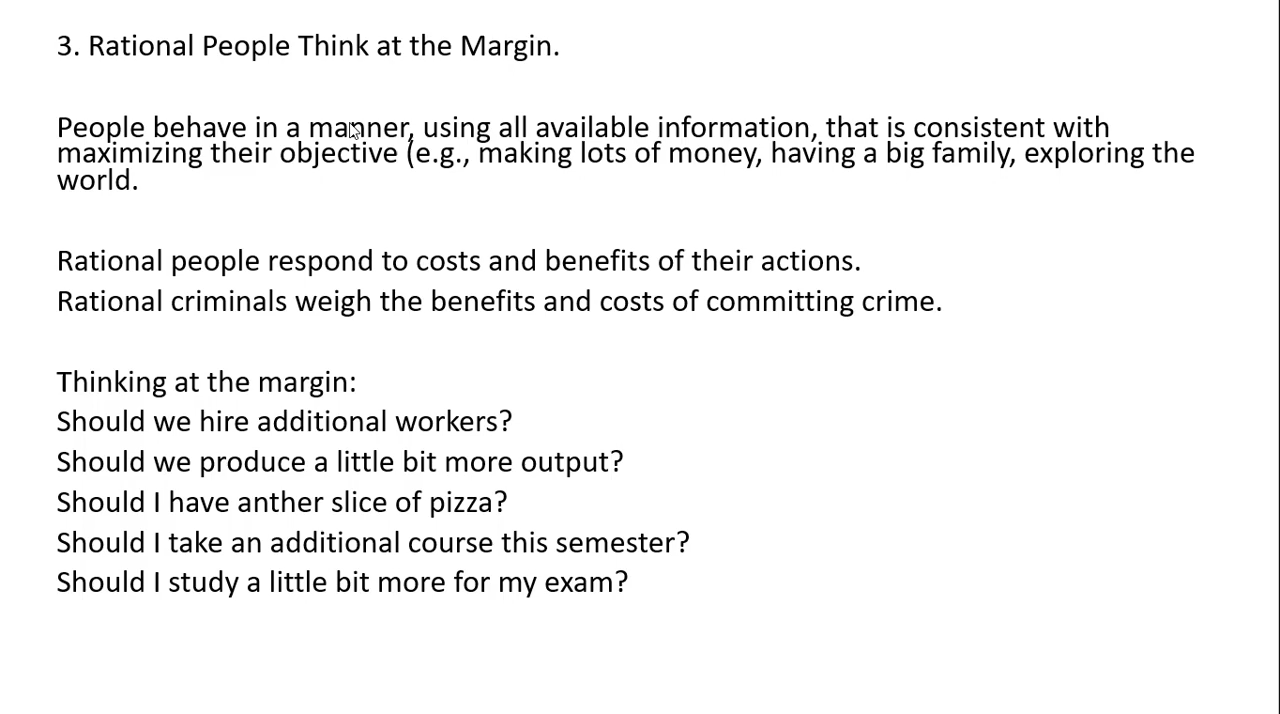 3. Rational People Think at the Margin.
People behave in a manner, using all available information, that is consistent with
maximizing their objective (e.g., making lots of money, having a big family, exploring the
world.
Rational people respond to costs and benefits of their actions.
Rational criminals weigh the benefits and costs of committing crime.
Thinking at the margin:
Should we hire additional workers?
Should we produce a little bit more output?
Should I have anther slice of pizza?
Should I take an additional course this semester?
Should I study a little bit more for my exam?